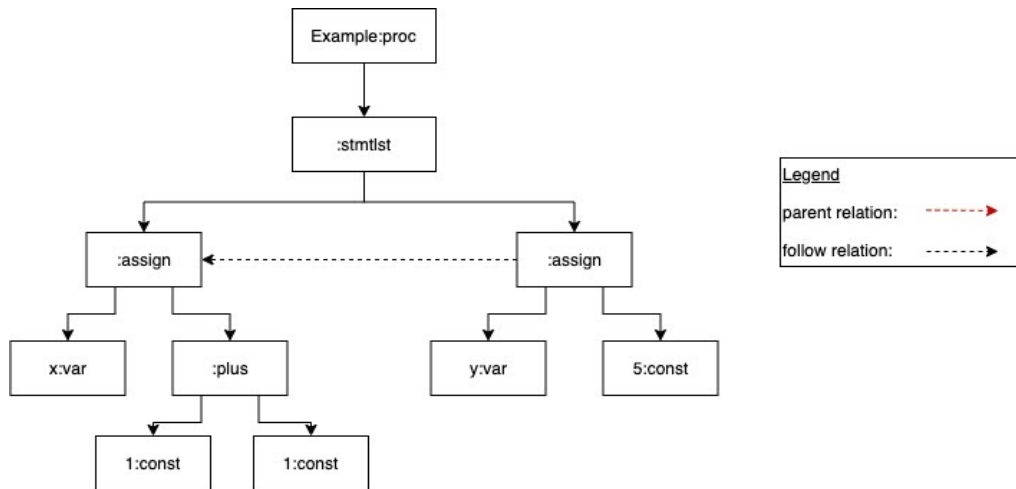 Example:proc
:stmtlst
Legend
parent relation:
follow relation:
:assign
:assign
x:var
:plus
y:var
5:const
1:const
1:const